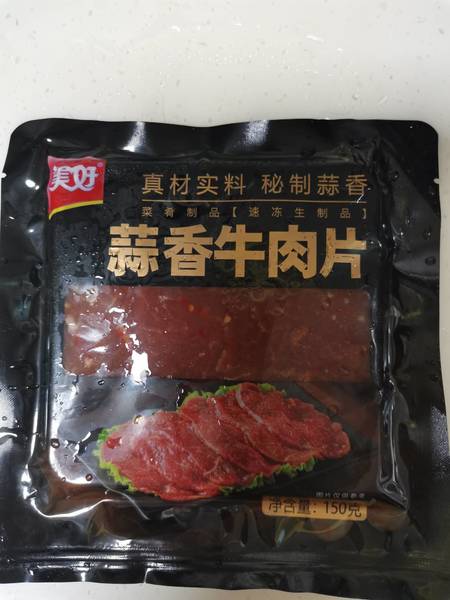 美好
真材实料 秘制蒜香
菜肴制品【速冻生制品】
蒜香牛肉片
图片仅供参考
净含量：150克